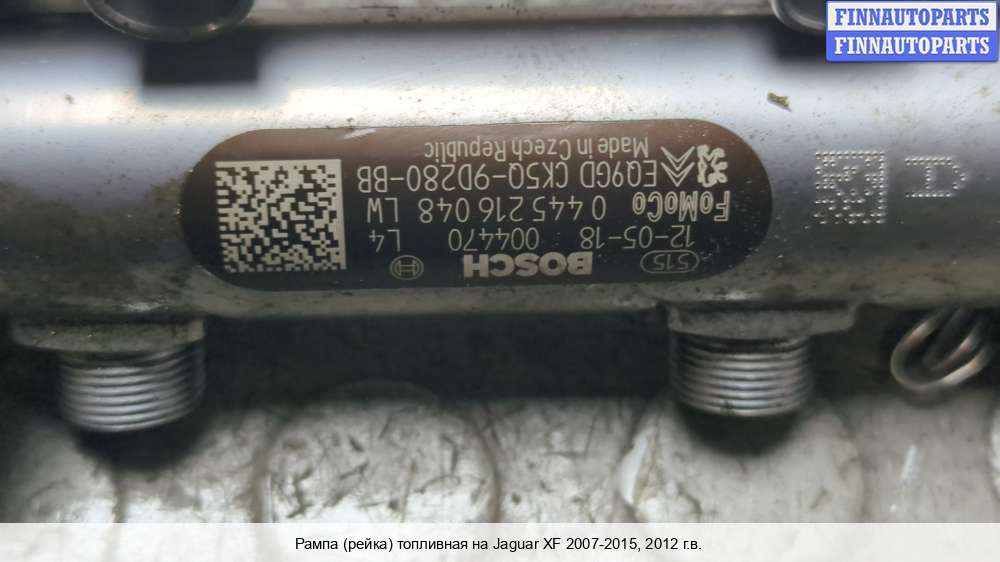 FINNAUTOPARTS
FINNAUTOPARTS
S15 BOSCH
12-05-18 004470 L4
FoMoCo 0 445 216 048 LW
EQ9GD CK5Q-9D280-BB
Made in Czech Republic
Рампа (рейка) топливная на Jaguar XF 2007-2015, 2012 г.в.